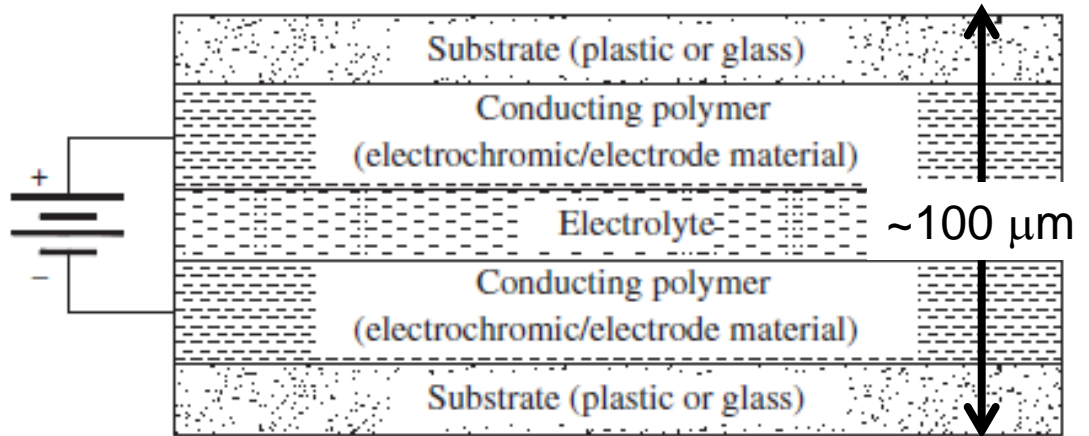 Substrate (plastic or glass)
Conducting polymer
(electrochromic/electrode material)
+
Electrolyte
~100 μm
−
Conducting polymer
(electrochromic/electrode material)
Substrate (plastic or glass)